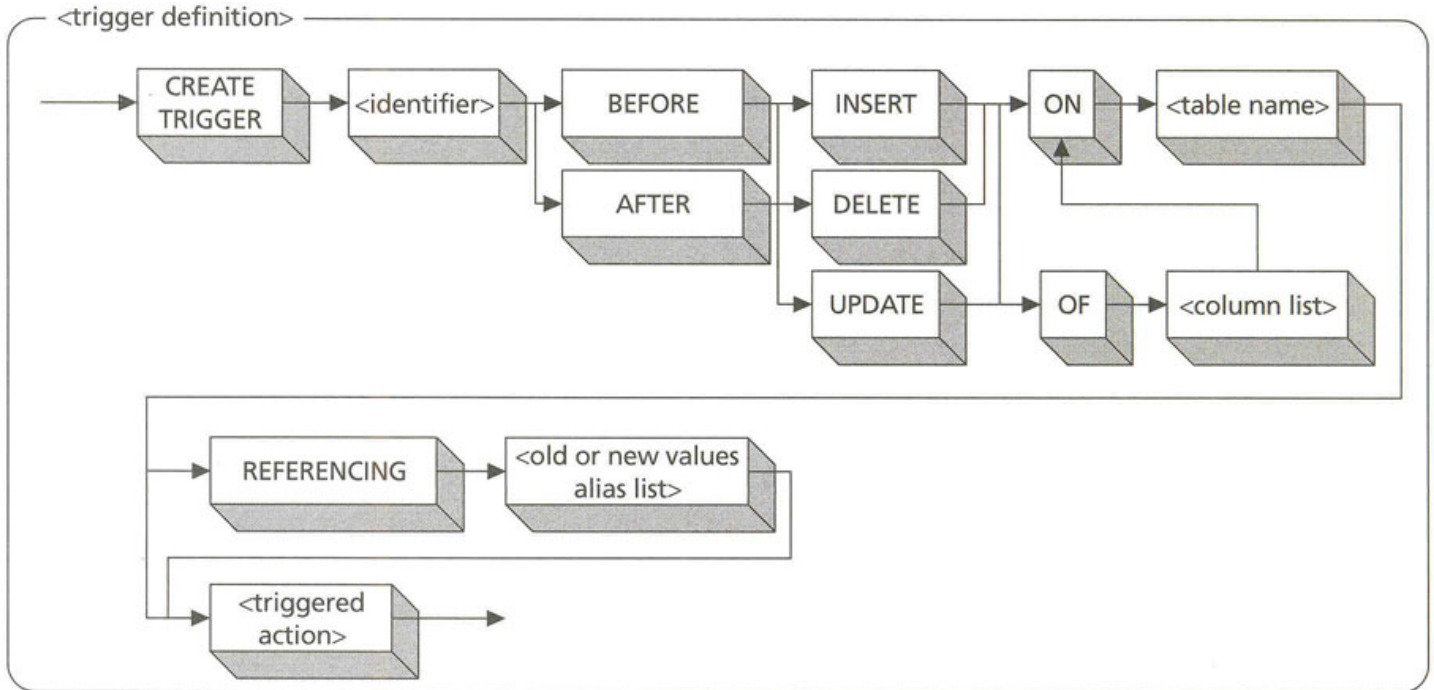 <trigger definition>
CREATE
TRIGGER
<identifier>
BEFORE
INSERT
ON
<table name>
AFTER
DELETE
UPDATE
OF
<column list>
REFERENCING
<old or new values
alias list>
<triggered
action>